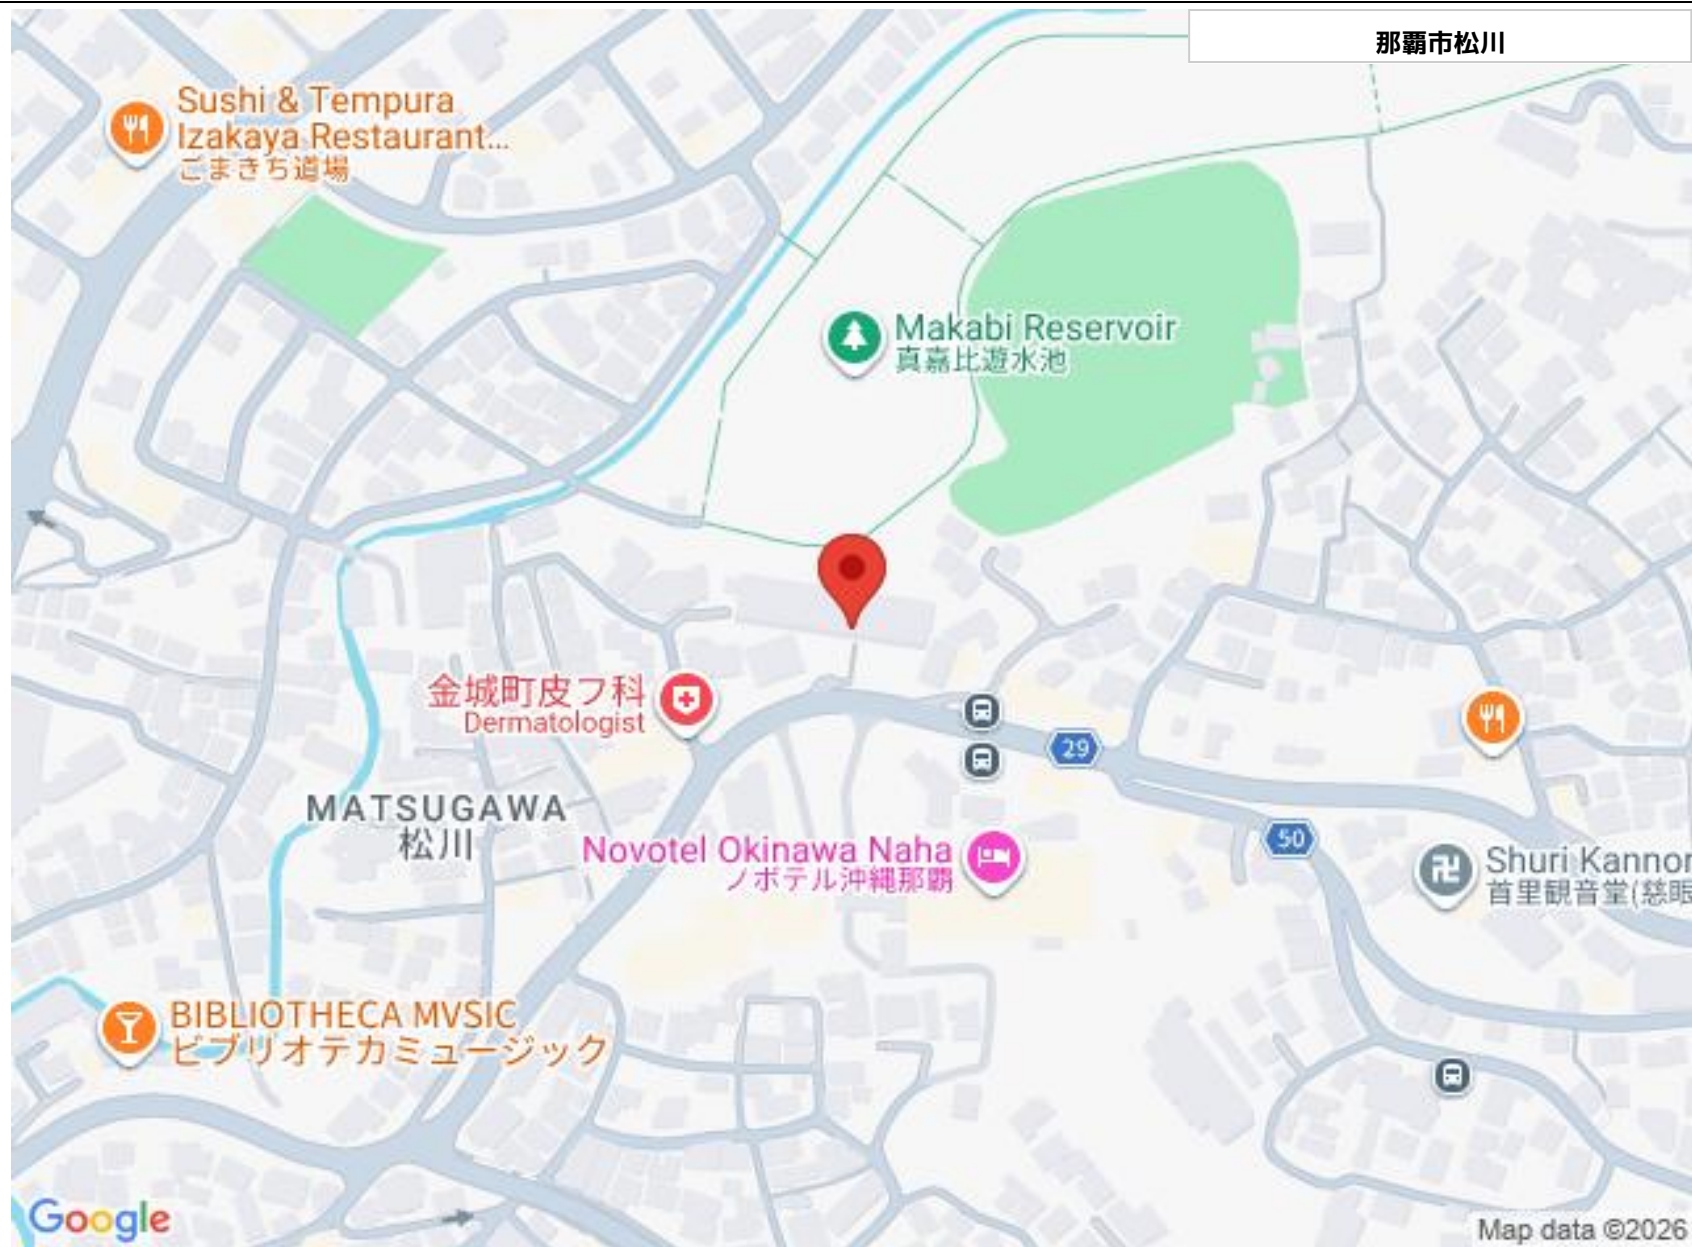 那覇市松川
Sushi & Tempura
Izakaya Restaurant...
ごまきち道場
Makabi Reservoir
真嘉比遊水池
金城町皮フ科
Dermatologist
29
MATSUGAWA
松川
Novotel Okinawa Naha
ノボテル沖縄那覇
50
Shuri Kannon
首里観音堂(慈眼
BIBLIOTHECA MVSIC
ビブリオテカミュージック
Google
Map data ©2026